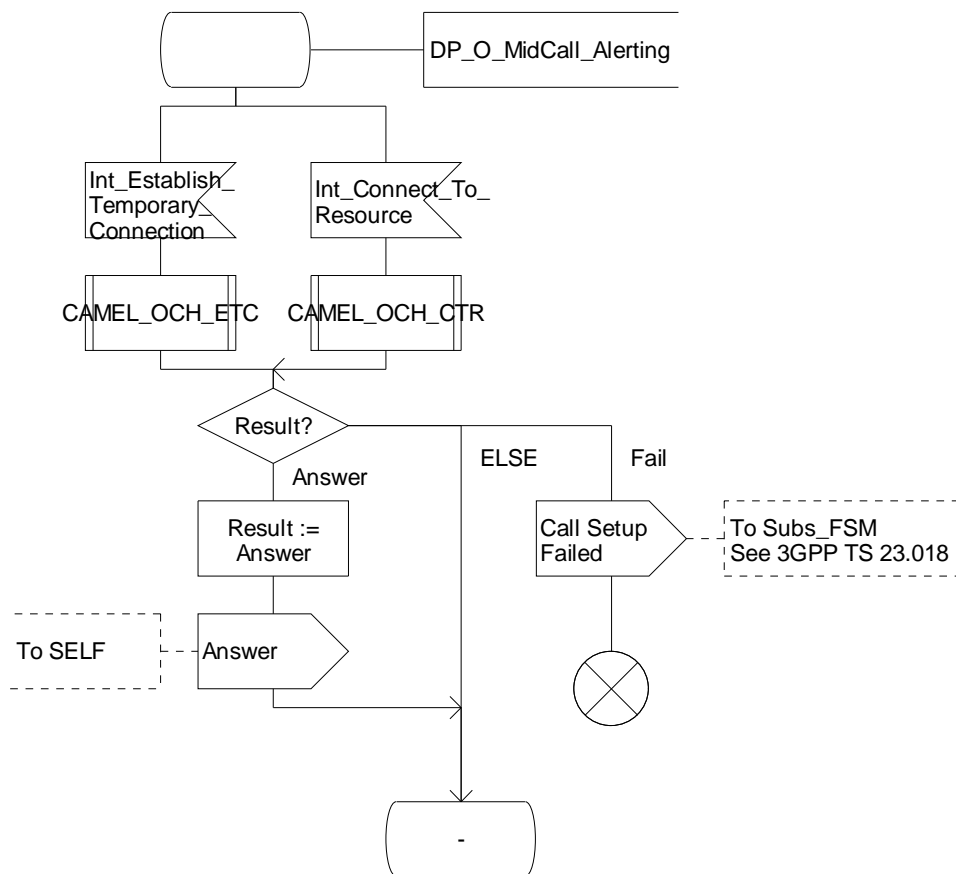 DP_O_MidCall_Alerting
Int_Establish_
Temporary_
Connection
Int_Connect_To_
Resource
CAMEL_OCH_ETC
CAMEL_OCH_CTR
Result?
ELSE
Fail
Answer
Result :=
Answer
Call Setup
Failed
To Subs_FSM
See 3GPP TS 23.018
To SELF
Answer
-